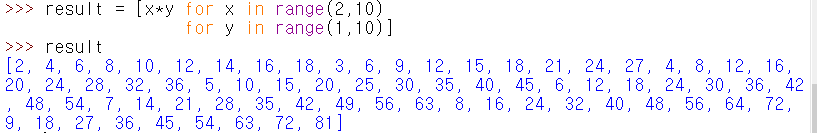 >>> result = [x*y for x in range(2,10)
for y in range(1,10)]
>>> result
[2, 4, 6, 8, 10, 12, 14, 16, 18, 3, 6, 9, 12, 15, 18, 21, 24, 27, 4, 8, 12, 16,
20, 24, 28, 32, 36, 5, 10, 15, 20, 25, 30, 35, 40, 45, 6, 12, 18, 24, 30, 36, 42
, 48, 54, 7, 14, 21, 28, 35, 42, 49, 56, 63, 8, 16, 24, 32, 40, 48, 56, 64, 72,
9, 18, 27, 36, 45, 54, 63, 72, 81]